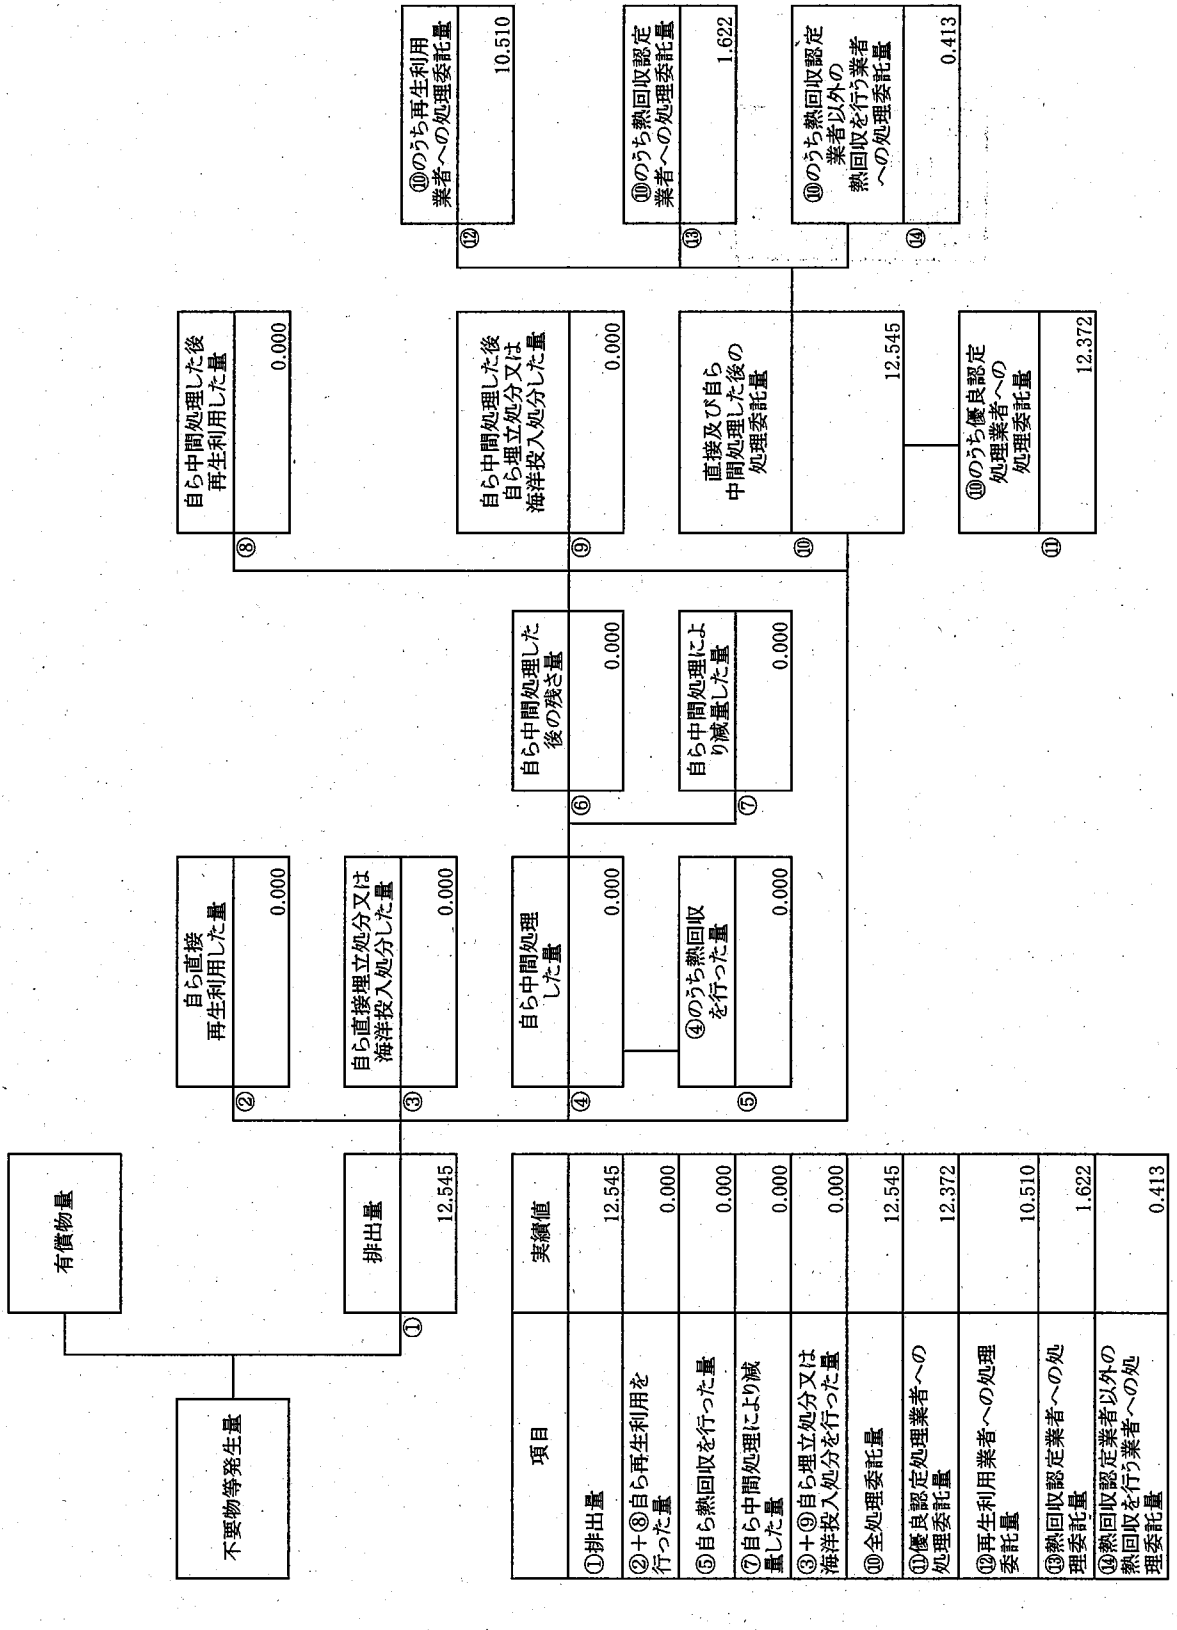 不要物等発生量
有償物量
排出量
①
12.545
自ら直接
再生利用した量
②
0.000
自ら直接埋立処分又は
海洋投入処分した量
③
0.000
自ら中間処理
した量
④
0.000
④のうち熱回収
を行った量
⑤
0.000
自ら中間処理した
後の残さ量
⑥
0.000
自ら中間処理によ
り減量した量
⑦
0.000
自ら中間処理した後
再生利用した量
⑧
0.000
自ら中間処理した後
自ら埋立処分又は
海洋投入処分した量
⑨
0.000
直接及び自ら
中間処理した後の
処理委託量
⑩
12.545
⑩のうち優良認定
処理業者への
処理委託量
⑪
12.372
⑩のうち再生利用
業者への処理委託量
⑫
10.510
⑩のうち熱回収認定
業者への処理委託量
⑬
1.622
⑩のうち熱回収認定
業者以外の
熱回収を行う業者
への処理委託量
⑭
0.413
項目 実績値
①排出量 12.545
②+⑧自ら再生利用を
行った量 0.000
⑤自ら熱回収を行った量 0.000
⑦自ら中間処理により減
量した量 0.000
③+⑨自ら埋立処分又は
海洋投入処分を行った量 0.000
⑩全処理委託量 12.545
⑪優良認定処理業者への
処理委託量 12.372
⑫再生利用業者への処理
委託量 10.510
⑬熱回収認定業者への処
理委託量 1.622
⑭熱回収認定業者以外の
熱回収を行う業者への処
理委託量 0.413